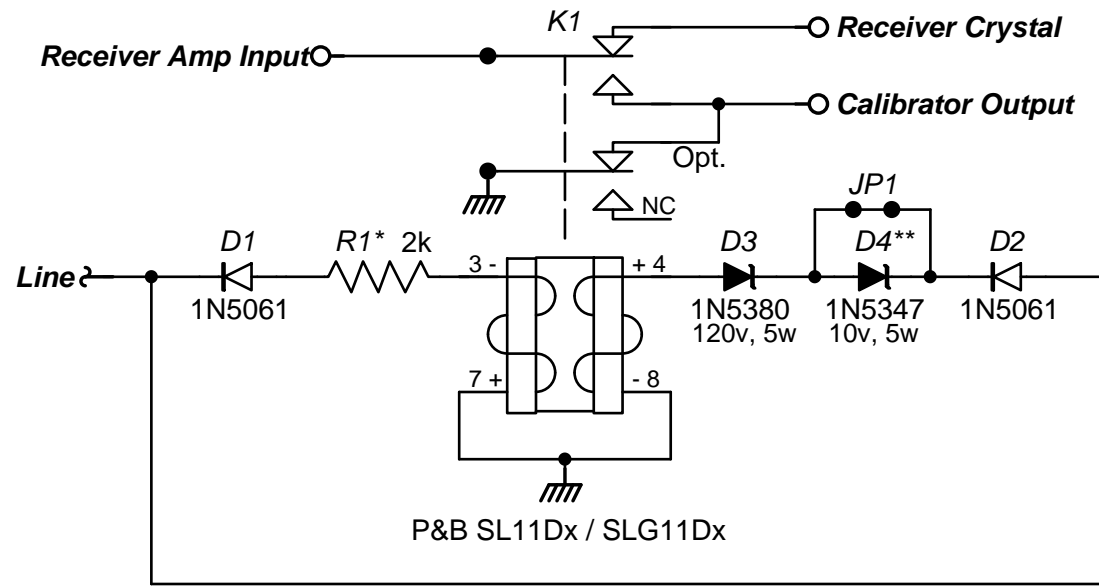 K1
Receiver Crystal
Receiver Amp Input
Calibrator Output
Opt.
NC
JP1
D1
R1* 2k
D3
D4**
D2
Line
3 -
+ 4
1N5061
1N5380
120v, 5w
1N5347
10v, 5w
1N5061
7 +
- 8
P&B SL11Dx / SLG11Dx